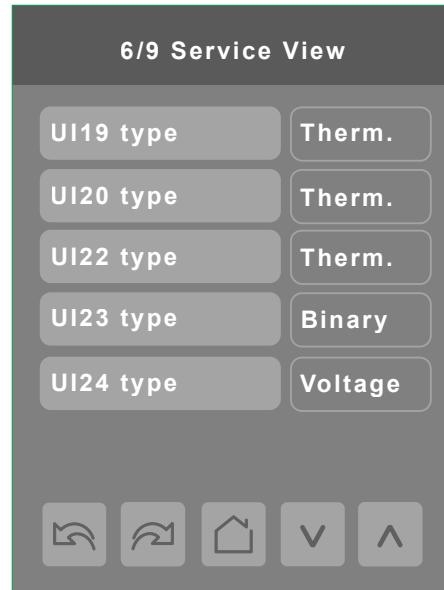 6/9 Service View
UI19 type Therm.
UI20 type Therm.
UI22 type Therm.
UI23 type Binary
UI24 type Voltage